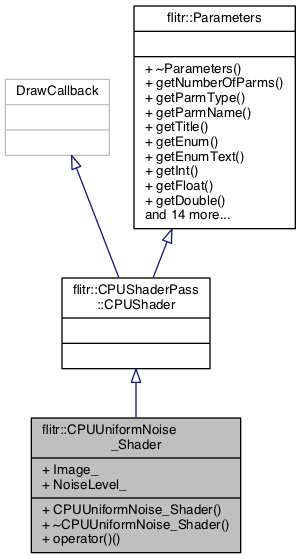 flitr::Parameters
+ ~Parameters()
+ getNumberOfParms()
+ getParmType()
+ getParmName()
+ getTitle()
+ getEnum()
+ getEnumText()
+ getInt()
+ getFloat()
+ getDouble()
and 14 more...
DrawCallback
flitr::CPUShaderPass
::CPUShader
flitr::CPUUniformNoise
_Shader
+ Image_
+ NoiseLevel_
+ CPUUniformNoise_Shader()
+ ~CPUUniformNoise_Shader()
+ operator()()